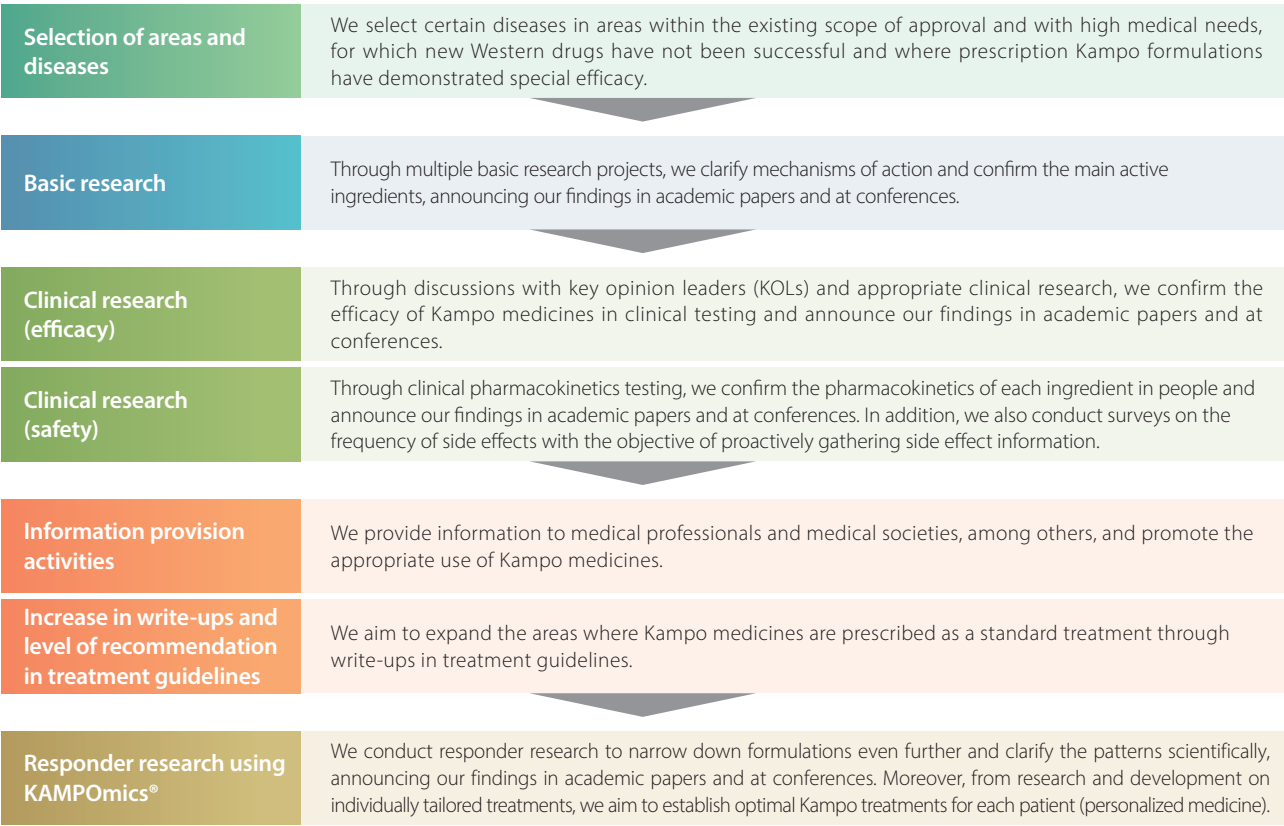 Selection of areas and
diseases
We select certain diseases in areas within the existing scope of approval and with high medical needs,
for which new Western drugs have not been successful and where prescription Kampo formulations
have demonstrated special efficacy.
Basic research
Through multiple basic research projects, we clarify mechanisms of action and confirm the main active
ingredients, announcing our findings in academic papers and at conferences.
Clinical research
(efficacy)
Through discussions with key opinion leaders (KOLs) and appropriate clinical research, we confirm the
efficacy of Kampo medicines in clinical testing and announce our findings in academic papers and at
conferences.
Clinical research
(safety)
Through clinical pharmacokinetics testing, we confirm the pharmacokinetics of each ingredient in people and
announce our findings in academic papers and at conferences. In addition, we also conduct surveys on the
frequency of side effects with the objective of proactively gathering side effect information.
Information provision
activities
We provide information to medical professionals and medical societies, among others, and promote the
appropriate use of Kampo medicines.
Increase in write-ups and
level of recommendation
in treatment guidelines
We aim to expand the areas where Kampo medicines are prescribed as a standard treatment through
write-ups in treatment guidelines.
Responder research using
KAMPOmics®
We conduct responder research to narrow down formulations even further and clarify the patterns scientifically,
announcing our findings in academic papers and at conferences. Moreover, from research and development on
individually tailored treatments, we aim to establish optimal Kampo treatments for each patient (personalized medicine).